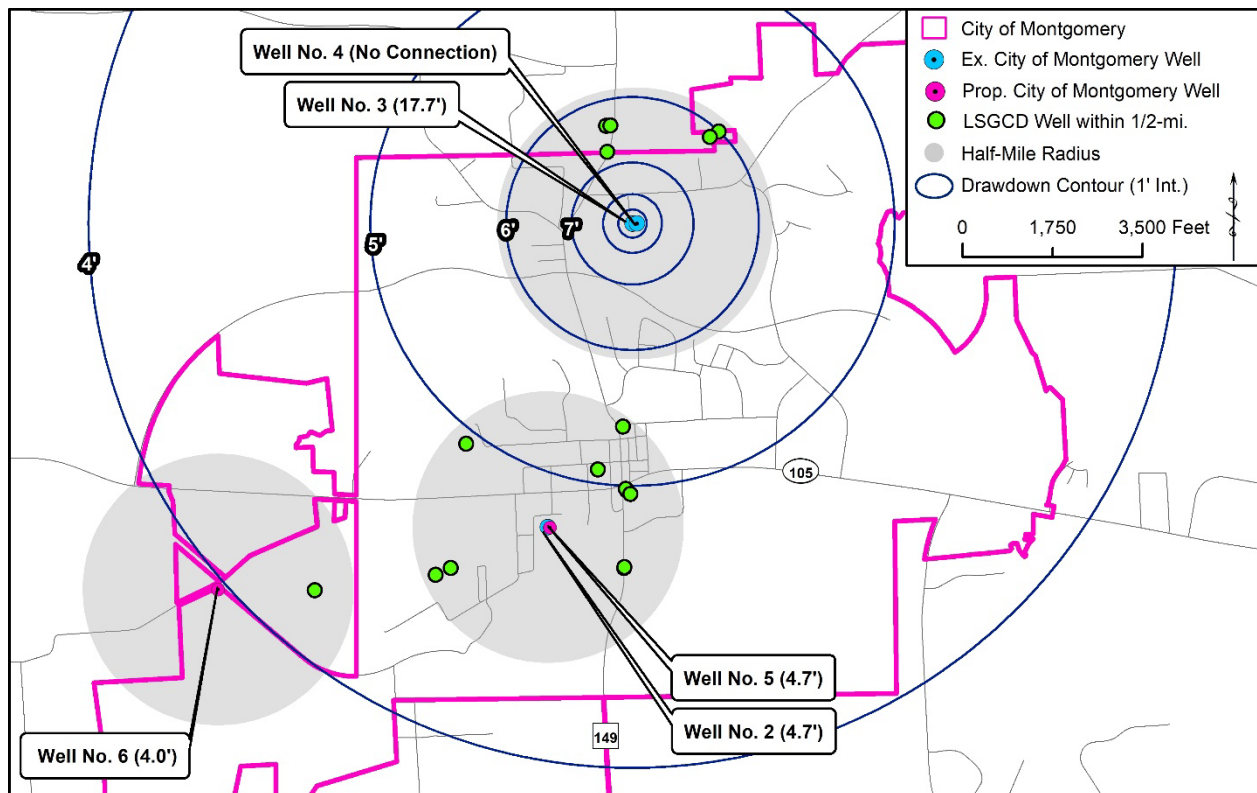 Well No. 4 (No Connection)
Well No. 3 (17.7')
City of Montgomery
Ex. City of Montgomery Well
Prop. City of Montgomery Well
LSGCD Well within 1/2-mi.
Half-Mile Radius
Drawdown Contour (1' Int.)
0 1,750 3,500 Feet
4'
5'
6'
7'
105
Well No. 5 (4.7')
Well No. 2 (4.7')
149
Well No. 6 (4.0')